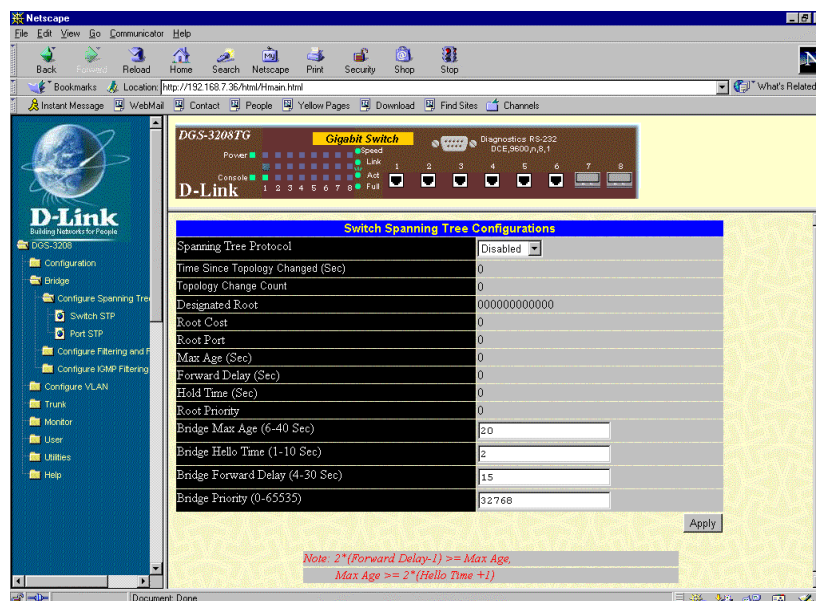 Netscape
File Edit View Go Communicator Help
Back Forward Reload Home Search Netscape Print Security Shop Stop
Bookmarks Location: http://192.168.7.36/html/Hmain.html What's Related
Instant Message WebMail Contact People Yellow Pages Download Find Sites Channels
D-Link
Building Networks for People
DGS-3208
Configuration
Bridge
Configure Spanning Tree
Switch STP
Port STP
Configure Filtering and F
Configure IGMP Filtering
Configure VLAN
Trunk
Monitor
User
Utilities
Help
DGS-3208TG
Gigabit Switch
Diagnostics RS-232
DCE,9600,n,8,1
Power
Speed
Link
Console
Act
Full
D-Link
1 2 3 4 5 6 7 8
1 2 3 4 5 6 7 8
Switch Spanning Tree Configurations
Spanning Tree Protocol Disabled
Time Since Topology Changed (Sec) 0
Topology Change Count 0
Designated Root 000000000000
Root Cost 0
Root Port 0
Max Age (Sec) 0
Forward Delay (Sec) 0
Hold Time (Sec) 0
Root Priority 0
Bridge Max Age (6-40 Sec) 20
Bridge Hello Time (1-10 Sec) 2
Bridge Forward Delay (4-30 Sec) 15
Bridge Priority (0-65535) 32768
Apply
Note: 2*(Forward Delay-1) >= Max Age,
Max Age >= 2*(Hello Time +1)
Document: Done